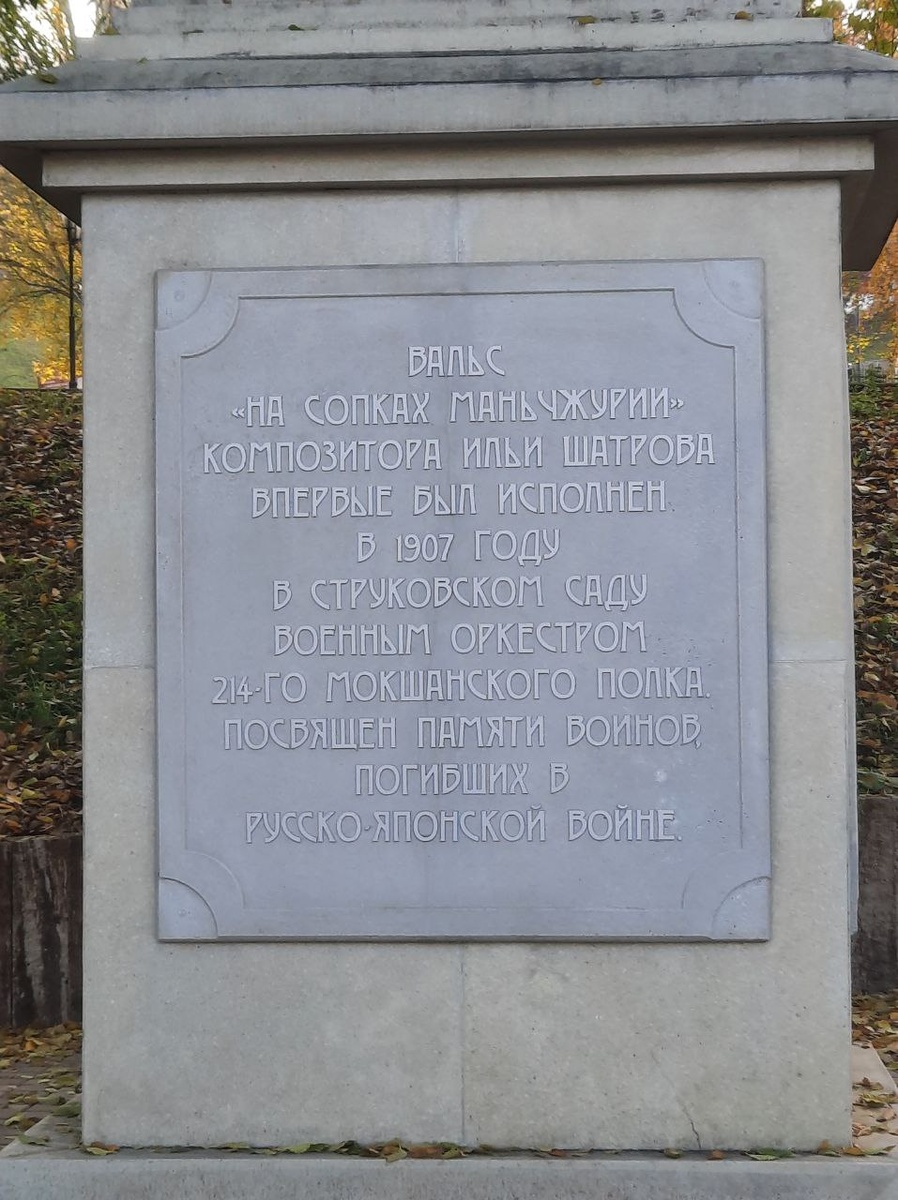 ВАЛЬС
«НА СОПКАХ МАНЬЧЖУРИИ»
КОМПОЗИТОРА ИЛЬИ ШАТРОВА
ВПЕРВЫЕ БЫЛ ИСПОЛНЕН
В 1907 ГОДУ
В СТРУКОВСКОМ САДУ
ВОЕННЫМ ОРКЕСТРОМ
214-ГО МОКШАНСКОГО ПОЛКА.
ПОСВЯЩЕН ПАМЯТИ ВОИНОВ,
ПОГИБШИХ В
РУССКО-ЯПОНСКОЙ ВОЙНЕ.